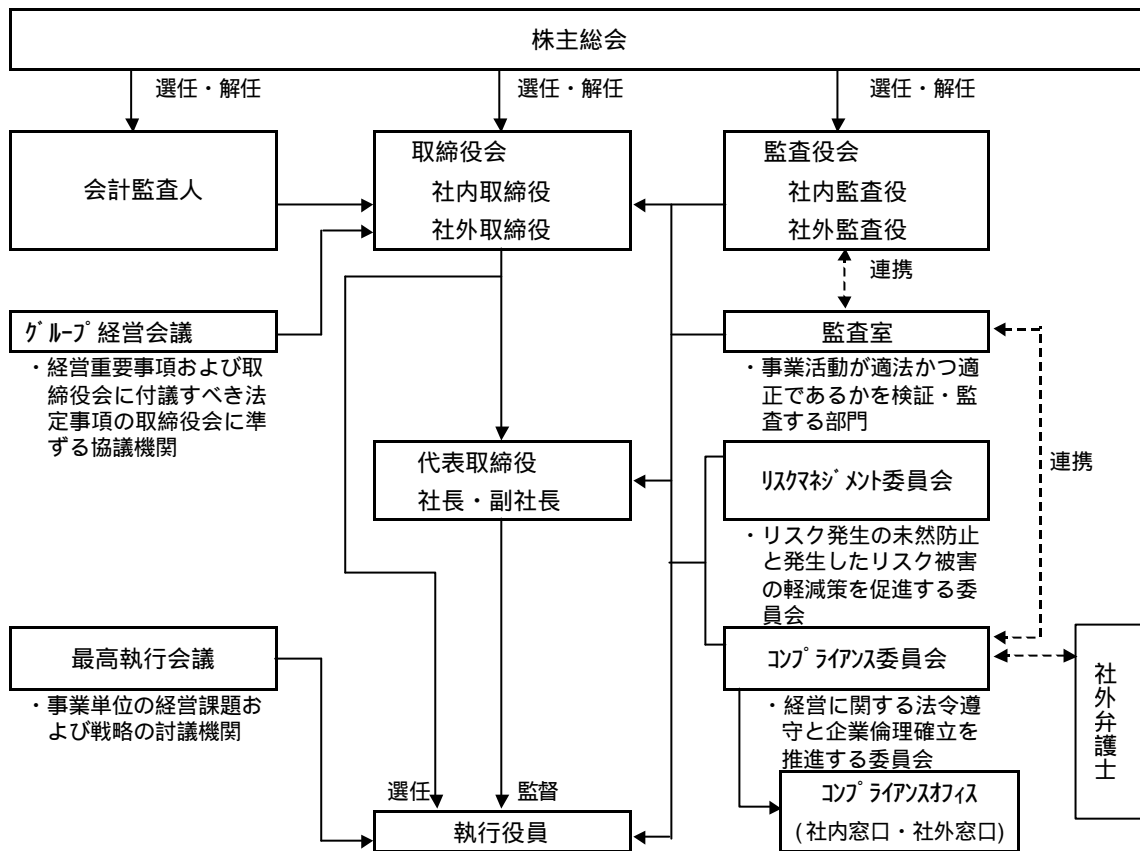 株主総会
選任・解任
選任・解任
選任・解任
会計監査人
取締役会
社内取締役
社外取締役
監査役会
社内監査役
社外監査役
連携
ｸﾞﾙｰﾌﾟ経営会議
・経営重要事項および取
締役会に付議すべき法
定事項の取締役会に準
ずる協議機関
監査室
・事業活動が適法かつ適
正であるかを検証・監
査する部門
代表取締役
社長・副社長
ﾘｽｸﾏﾈｼﾞﾒﾝﾄ委員会
・リスク発生の未然防止
と発生したリスク被害
の軽減策を促進する委
員会
連携
最高執行会議
・事業単位の経営課題お
よび戦略の討議機関
ｺﾝﾌﾟﾗｲｱﾝｽ委員会
・経営に関する法令遵
守と企業倫理確立を
推進する委員会
社外弁護士
選任
監督
執行役員
ｺﾝﾌﾟﾗｲｱﾝｽｵﾌｨｽ
(社内窓口・社外窓口)